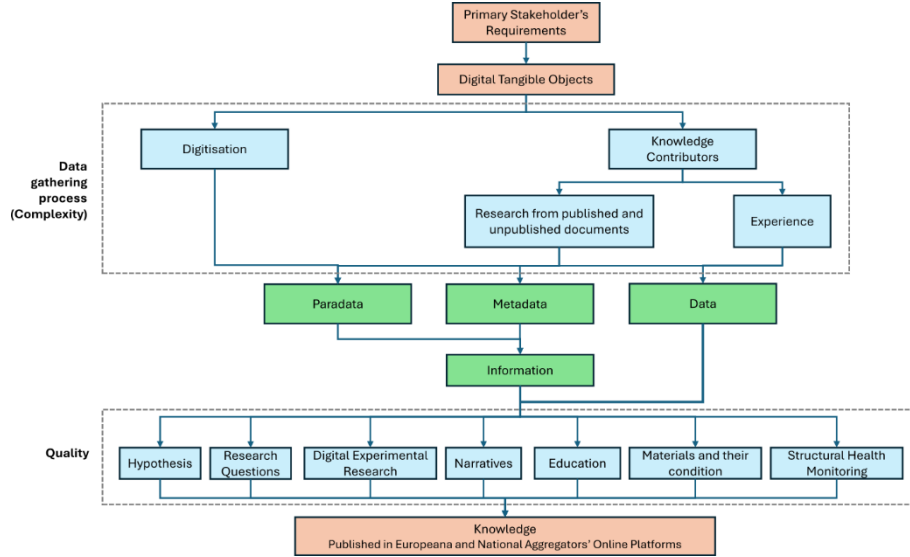 Primary Stakeholder's
Requirements
Digital Tangible Objects
Data
gathering
process
(Complexity)
Digitisation
Knowledge
Contributors
Research from published and
unpublished documents
Experience
Paradata
Metadata
Data
Information
Quality
Hypothesis
Research
Questions
Digital Experimental
Research
Narratives
Education
Materials and their
condition
Structural Health
Monitoring
Knowledge
Published in Europeana and National Aggregators' Online Platforms